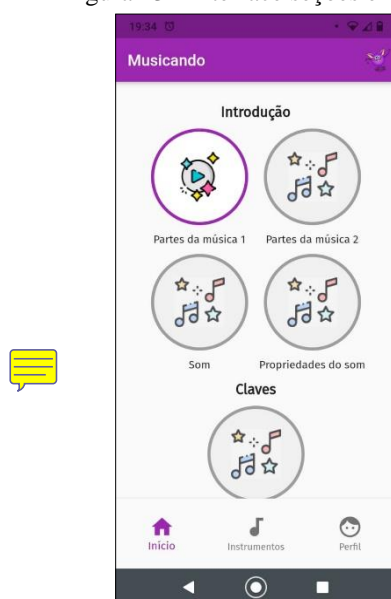 19:34
Musicando
Introdução
Partes da música 1 Partes da música 2
Som Propriedades do som
Claves
Início Instrumentos Perfil